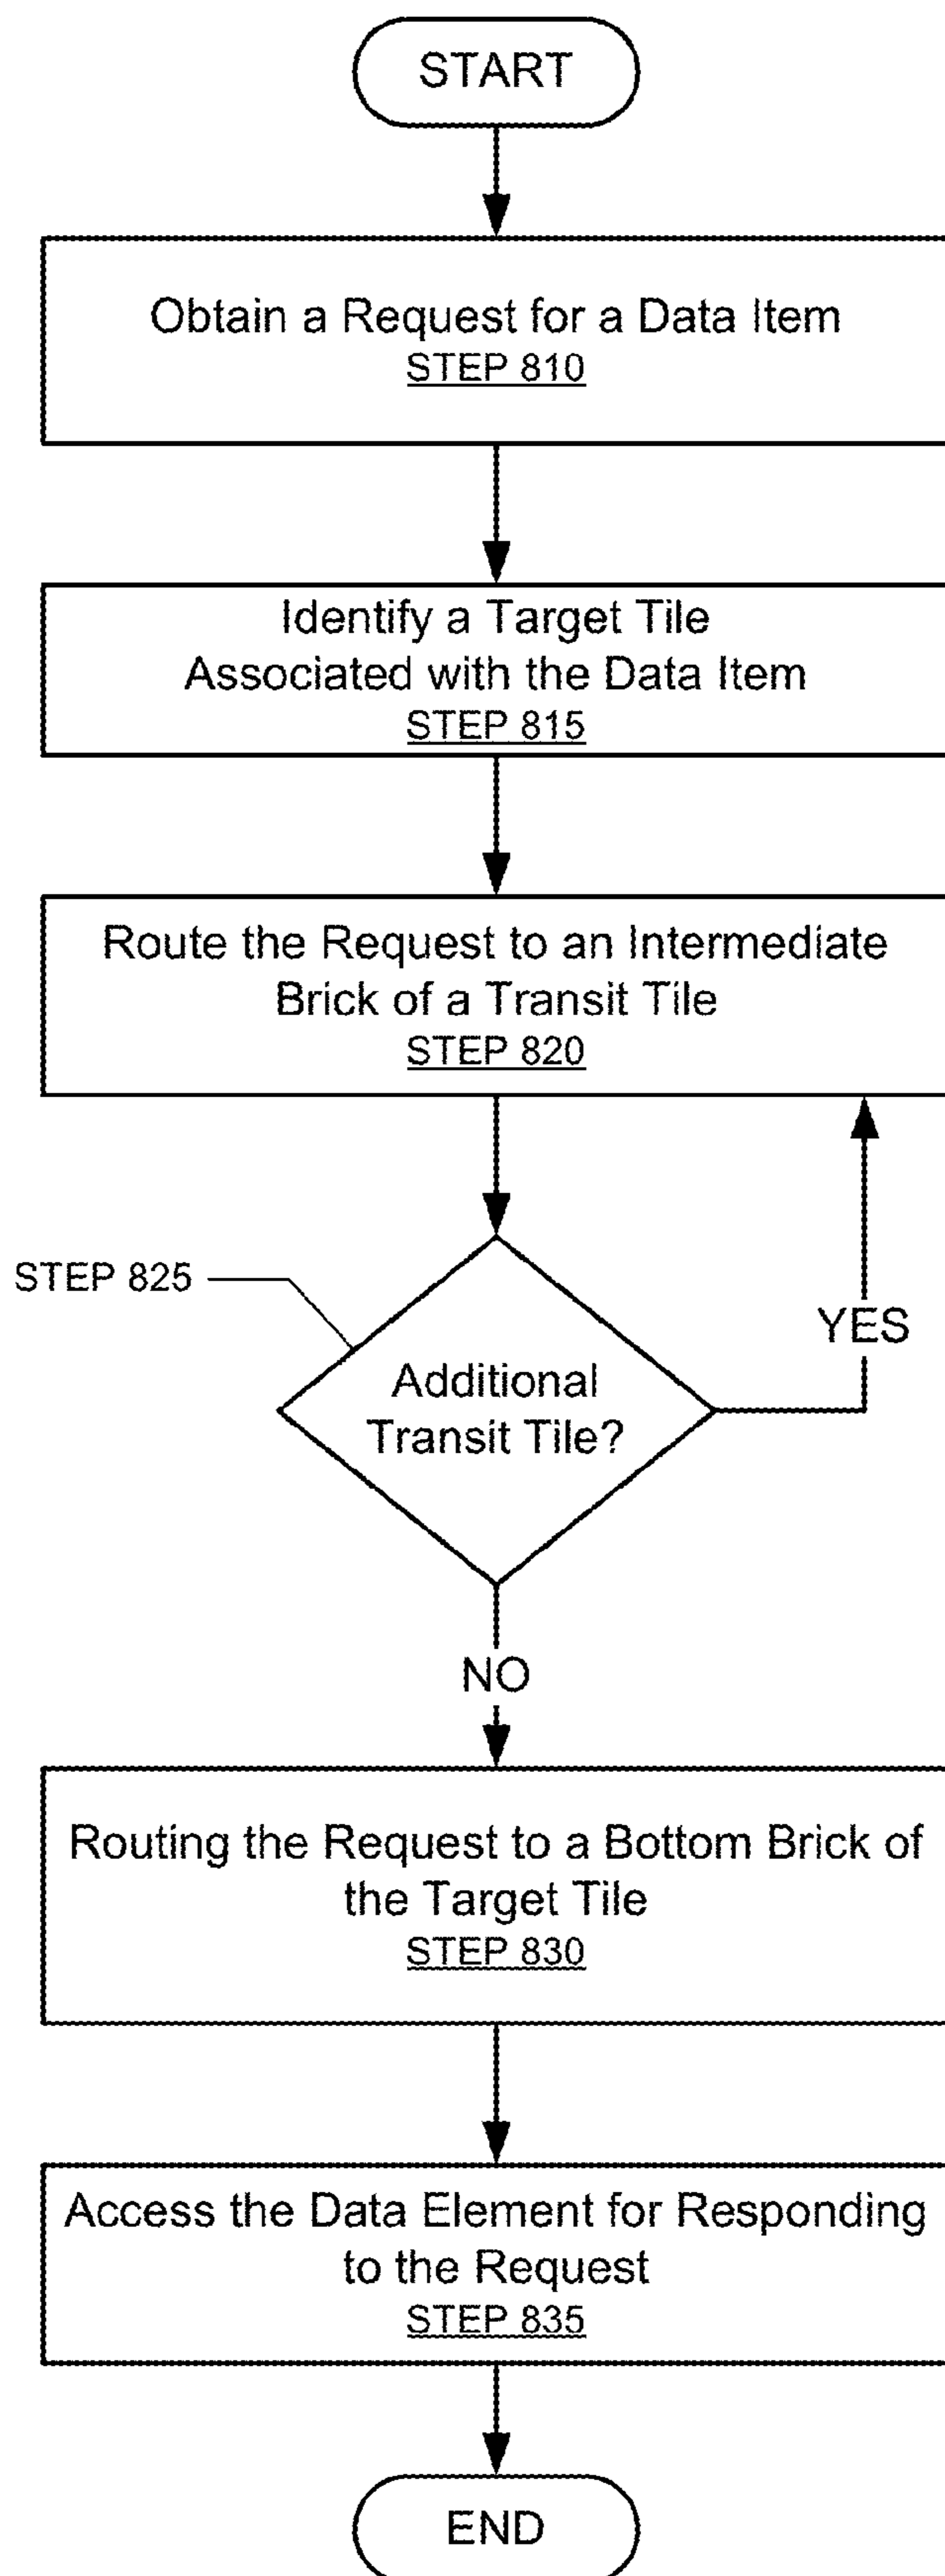 START
Obtain a Request for a Data Item
STEP 810
Identify a Target Tile
Associated with the Data Item
STEP 815
Route the Request to an Intermediate
Brick of a Transit Tile
STEP 820
STEP 825
YES
Additional
Transit Tile?
NO
Routing the Request to a Bottom Brick of
the Target Tile
STEP 830
Access the Data Element for Responding
to the Request
STEP 835
END